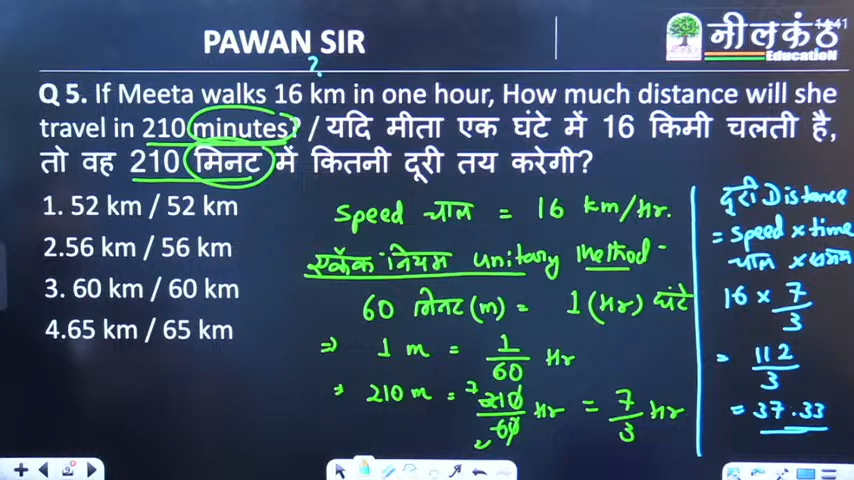 PAWAN SIR
नीलकंठ
EducatioN
Q 5. If Meeta walks 16 km in one hour, How much distance will she
travel in 210 minutes? / यदि मीता एक घंटे में 16 किमी चलती है,
तो वह 210 मिनट में कितनी दूरी तय करेगी?
1. 52 km / 52 km
2.56 km / 56 km
3. 60 km / 60 km
4.65 km / 65 km
?
speed चाल = 16 km/Hr.
एकिक नियम unitary Method -
60 मिनट (m) = 1 (Hr) घंटे
⇒ 1 m = 1/60 Hr
⇒ 210 m = 210/60 Hr = 7/3 Hr
7
2
दूरी Distance
= speed x time
चाल x समय
16 x 7/3
= 112/3
= 37.33